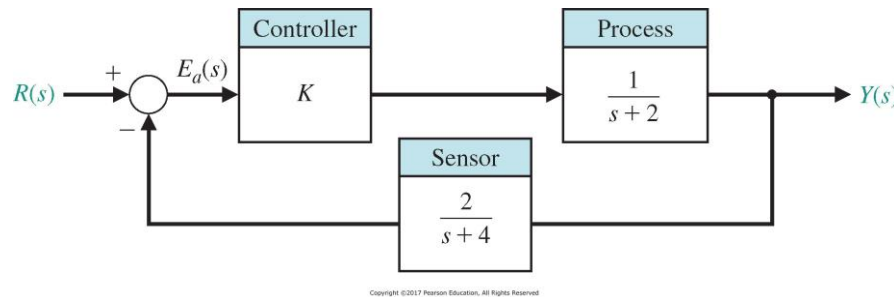 Controller
Process
R(s)
+
−
E_a(s)
K
1
s + 2
Y(s)
Sensor
2
s + 4
Copyright ©2017 Pearson Education, All Rights Reserved